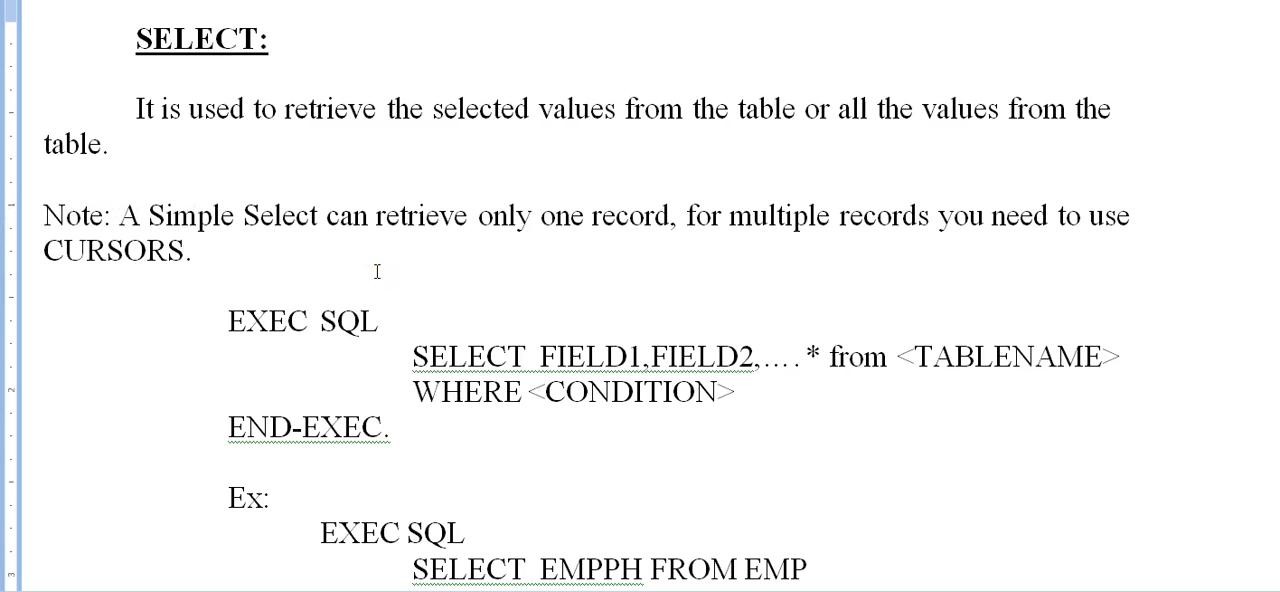 SELECT:
It is used to retrieve the selected values from the table or all the values from the
table.
Note: A Simple Select can retrieve only one record, for multiple records you need to use
CURSORS.
EXEC SQL
SELECT FIELD1,FIELD2,....* from <TABLENAME>
WHERE <CONDITION>
END-EXEC.
Ex:
EXEC SQL
SELECT EMPPH FROM EMP